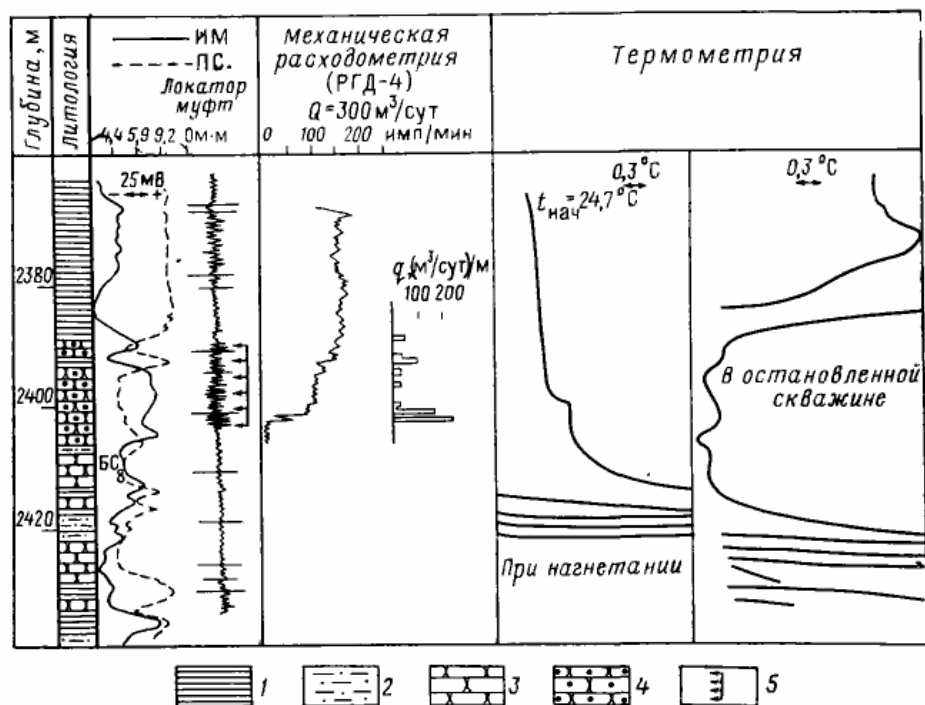 Глубина, м
Литология
ИМ
ПС.
Локатор
муфт
4,4 5,9 9,2 Ом·м
Механическая
расходометрия
(РГД-4)
Q=300 м³/сут
0 100 200 имп/мин
Термометрия
25 мВ
+
0,3°C
tнач=24,7°C
0,3°C
2380
q (м³/сут)/м
100 200
2400
В остановленной
скважине
БС
8
2420
При нагнетании
1 2 3 4 5